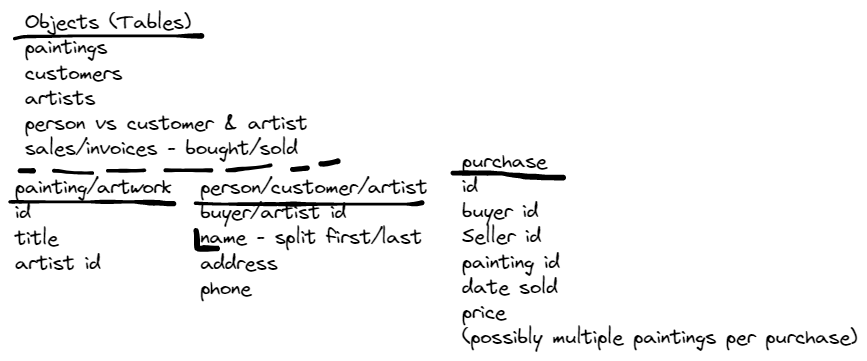 Objects (Tables)
paintings
customers
artists
person vs customer & artist
sales/invoices - bought/sold
painting/artwork
id
title
artist id
person/customer/artist
buyer/artist id
name - split first/last
address
phone
purchase
id
buyer id
Seller id
painting id
date sold
price
(possibly multiple paintings per purchase)